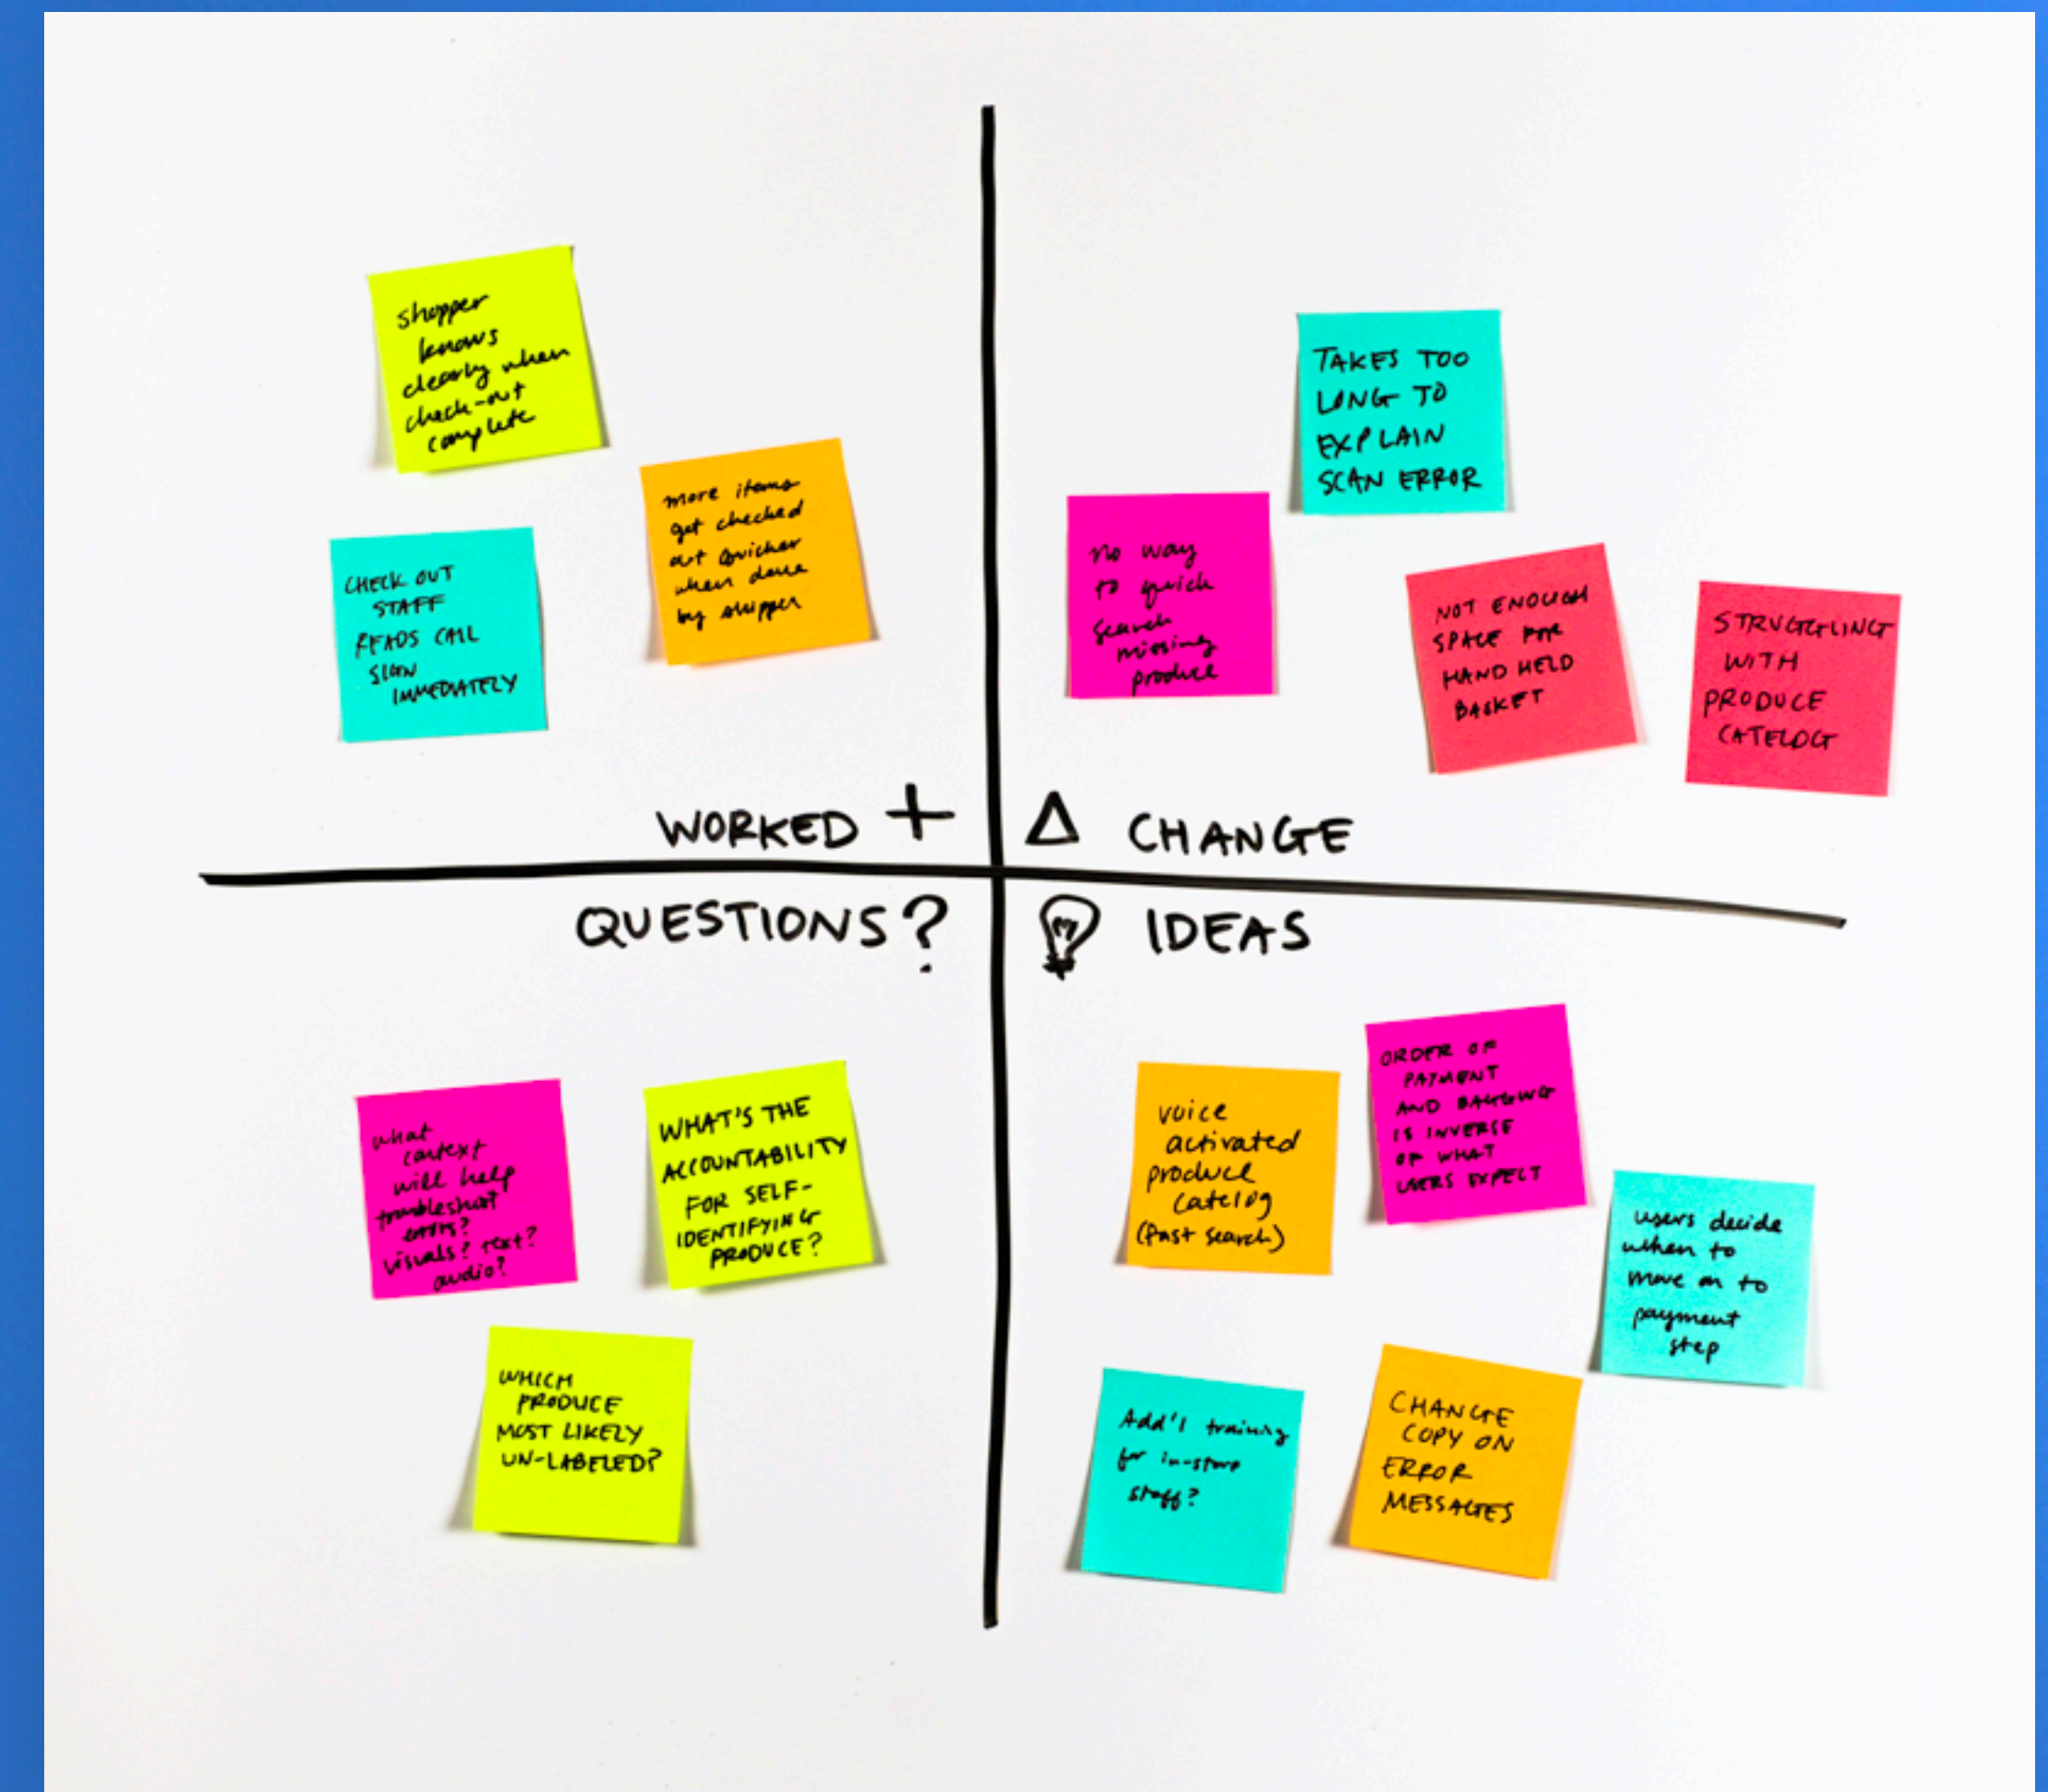 shopper
knows
clearly when
check-out
complete
more items
get checked
out quicker
when done
by shipper
CHECK OUT
STAFF
READS CALL
SIGN
IMMEDIATELY
WORKED +
TAKES TOO
LONG TO
EXPLAIN
SCAN ERROR
no way
to quick
search
missing
produce
NOT ENOUGH
SPACE FOR
HAND HELD
BASKET
STRUGGLING
WITH
PRODUCE
CATELOG
Δ CHANGE
QUESTIONS?
what
context
will help
troubleshoot
errors?
visuals? text?
audio?
WHAT'S THE
ACCOUNTABILITY
FOR SELF-
IDENTIFYING
PRODUCE?
WHICH
PRODUCE
MOST LIKELY
UN-LABELED?
IDEAS
voice
activated
produce
catelog
(fast search)
ORDER OF
PAYMENT
AND BAGGING
IS INVERSE
OF WHAT
USERS EXPECT
users decide
when to
move on to
payment
step
Add'l training
for in-store
staff?
CHANGE
COPY ON
ERROR
MESSAGES